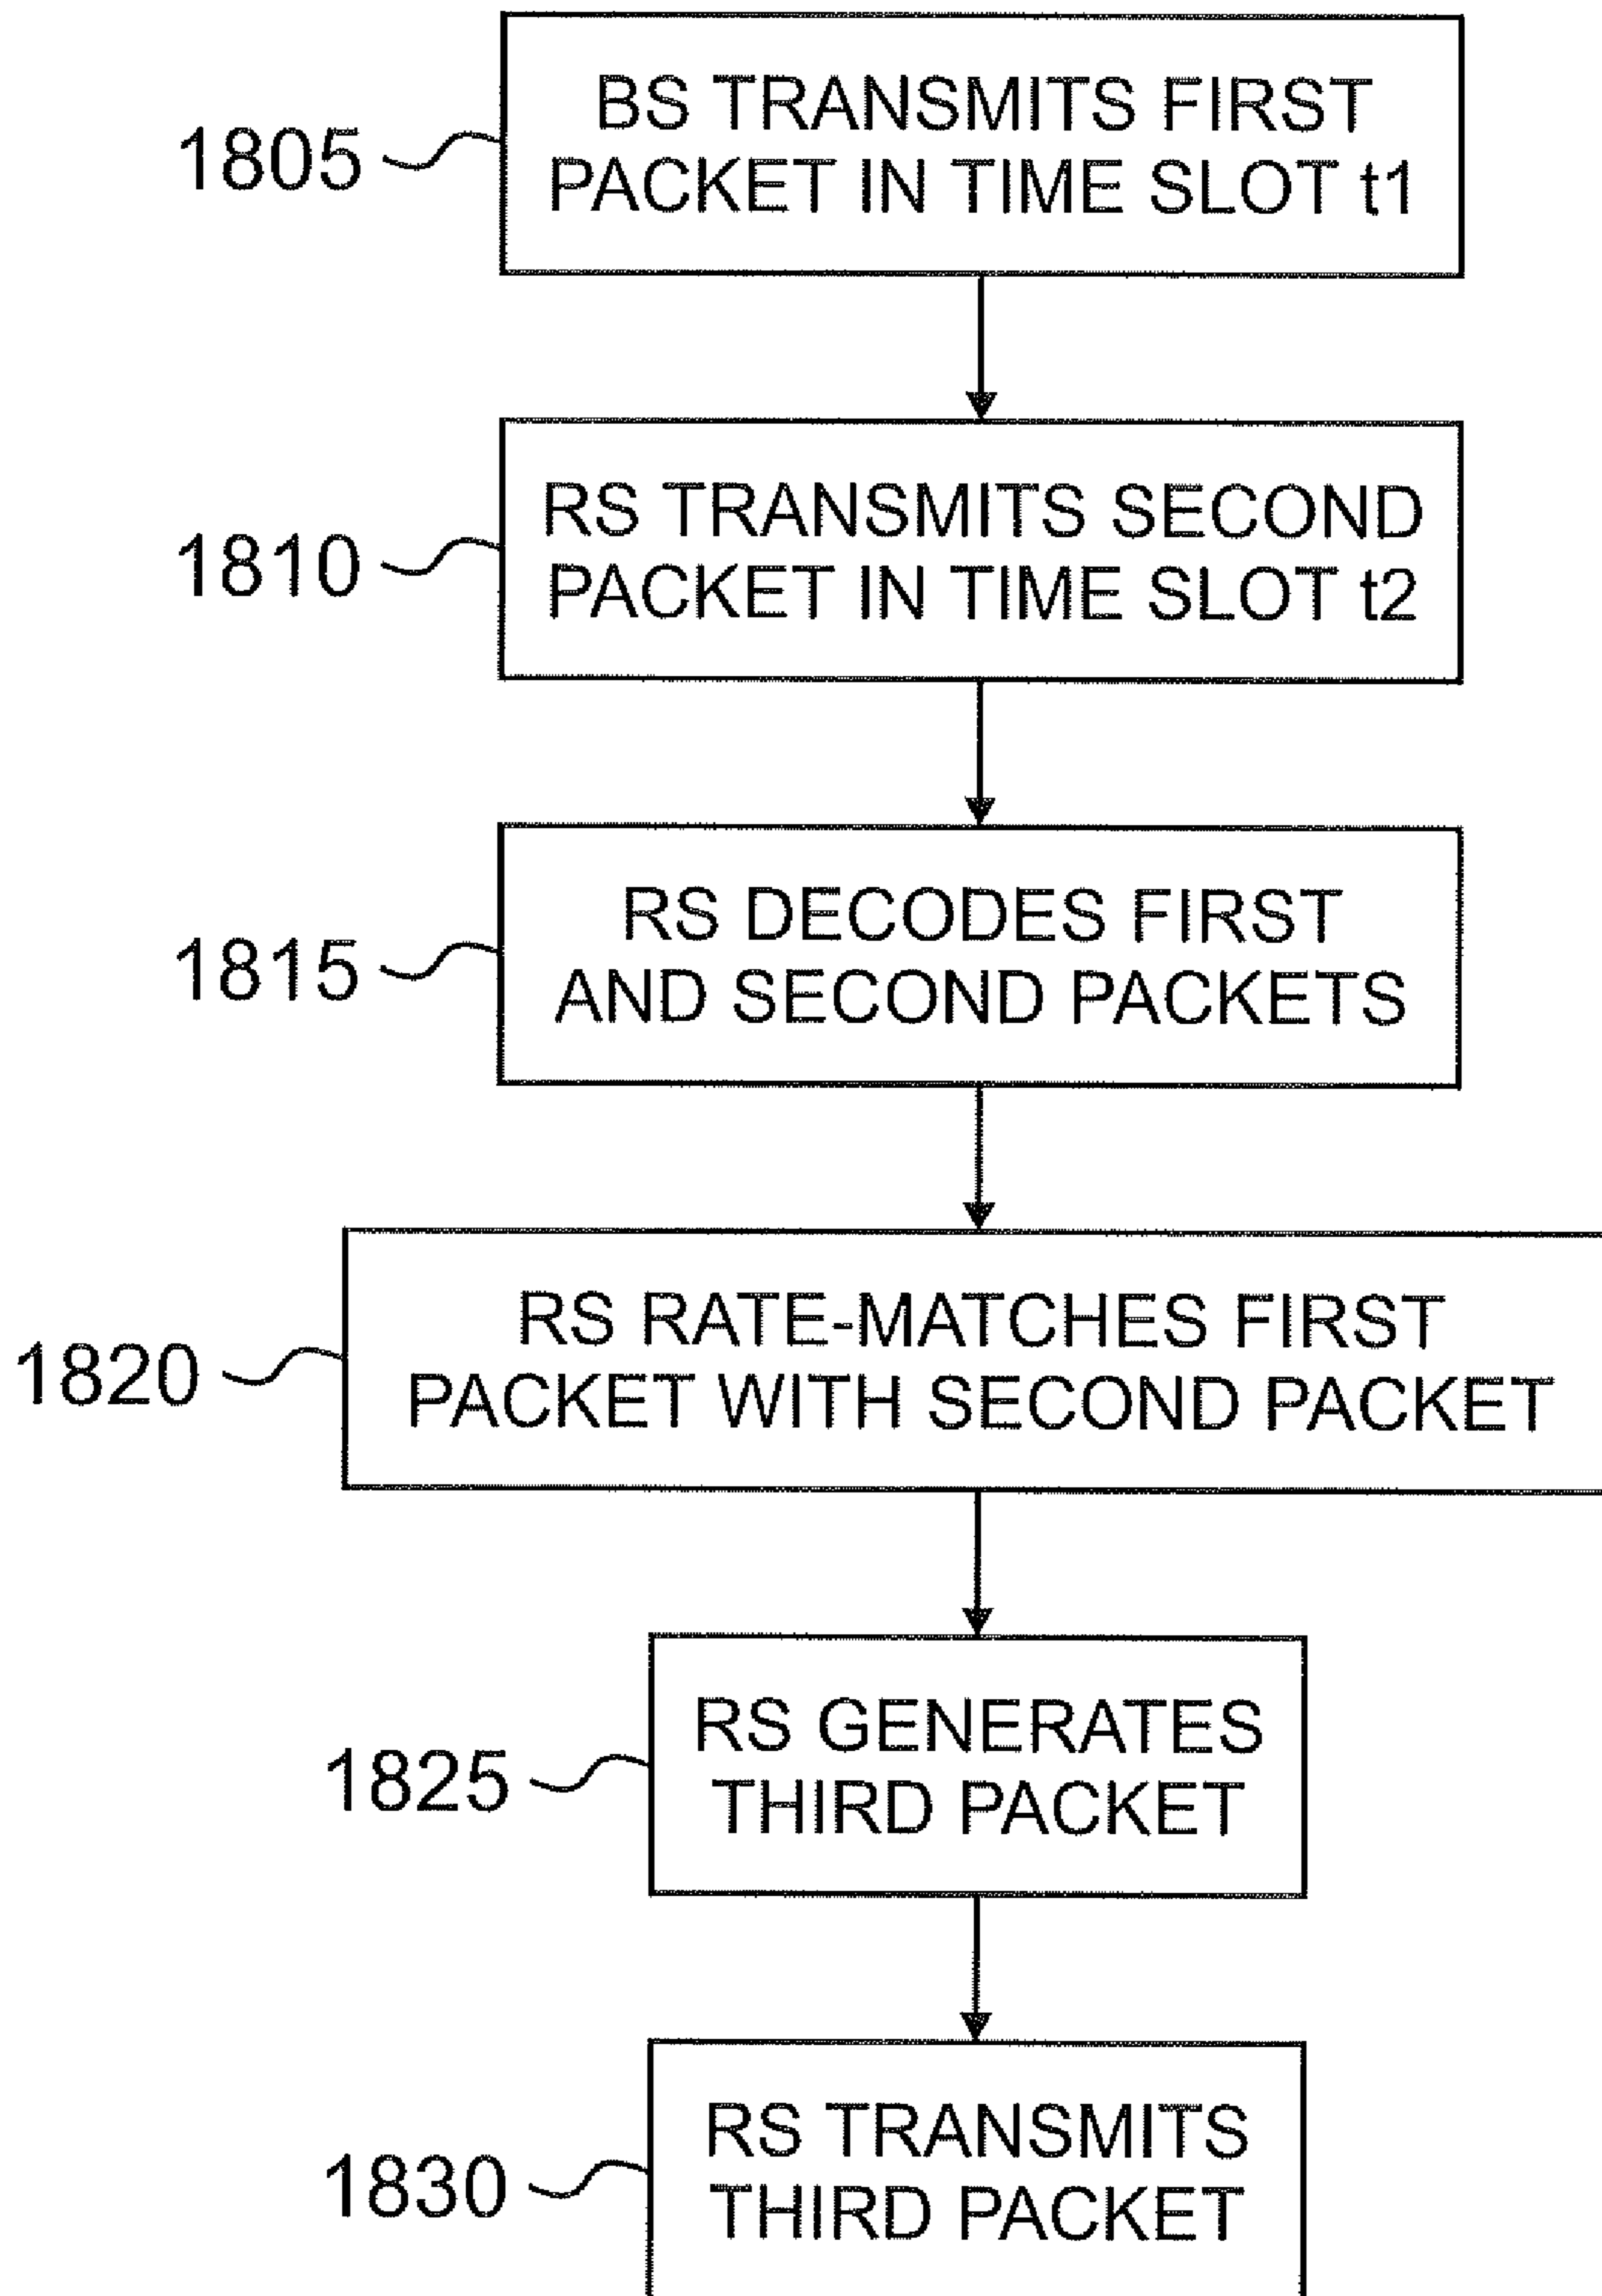 1805
BS TRANSMITS FIRST
PACKET IN TIME SLOT t1
1810
RS TRANSMITS SECOND
PACKET IN TIME SLOT t2
1815
RS DECODES FIRST
AND SECOND PACKETS
1820
RS RATE-MATCHES FIRST
PACKET WITH SECOND PACKET
1825
RS GENERATES
THIRD PACKET
1830
RS TRANSMITS
THIRD PACKET